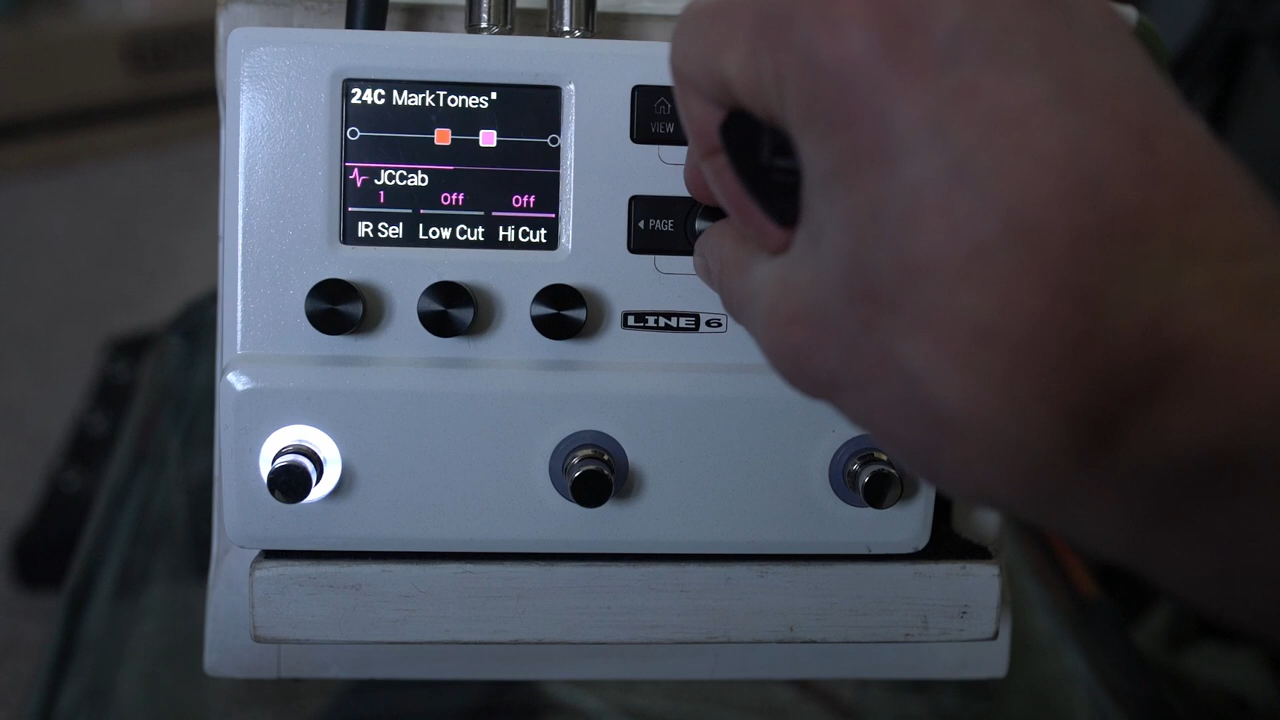 24C MarkTones
JCCab
1 Off Off
IR Sel Low Cut Hi Cut
VIEW
PAGE
LINE 6